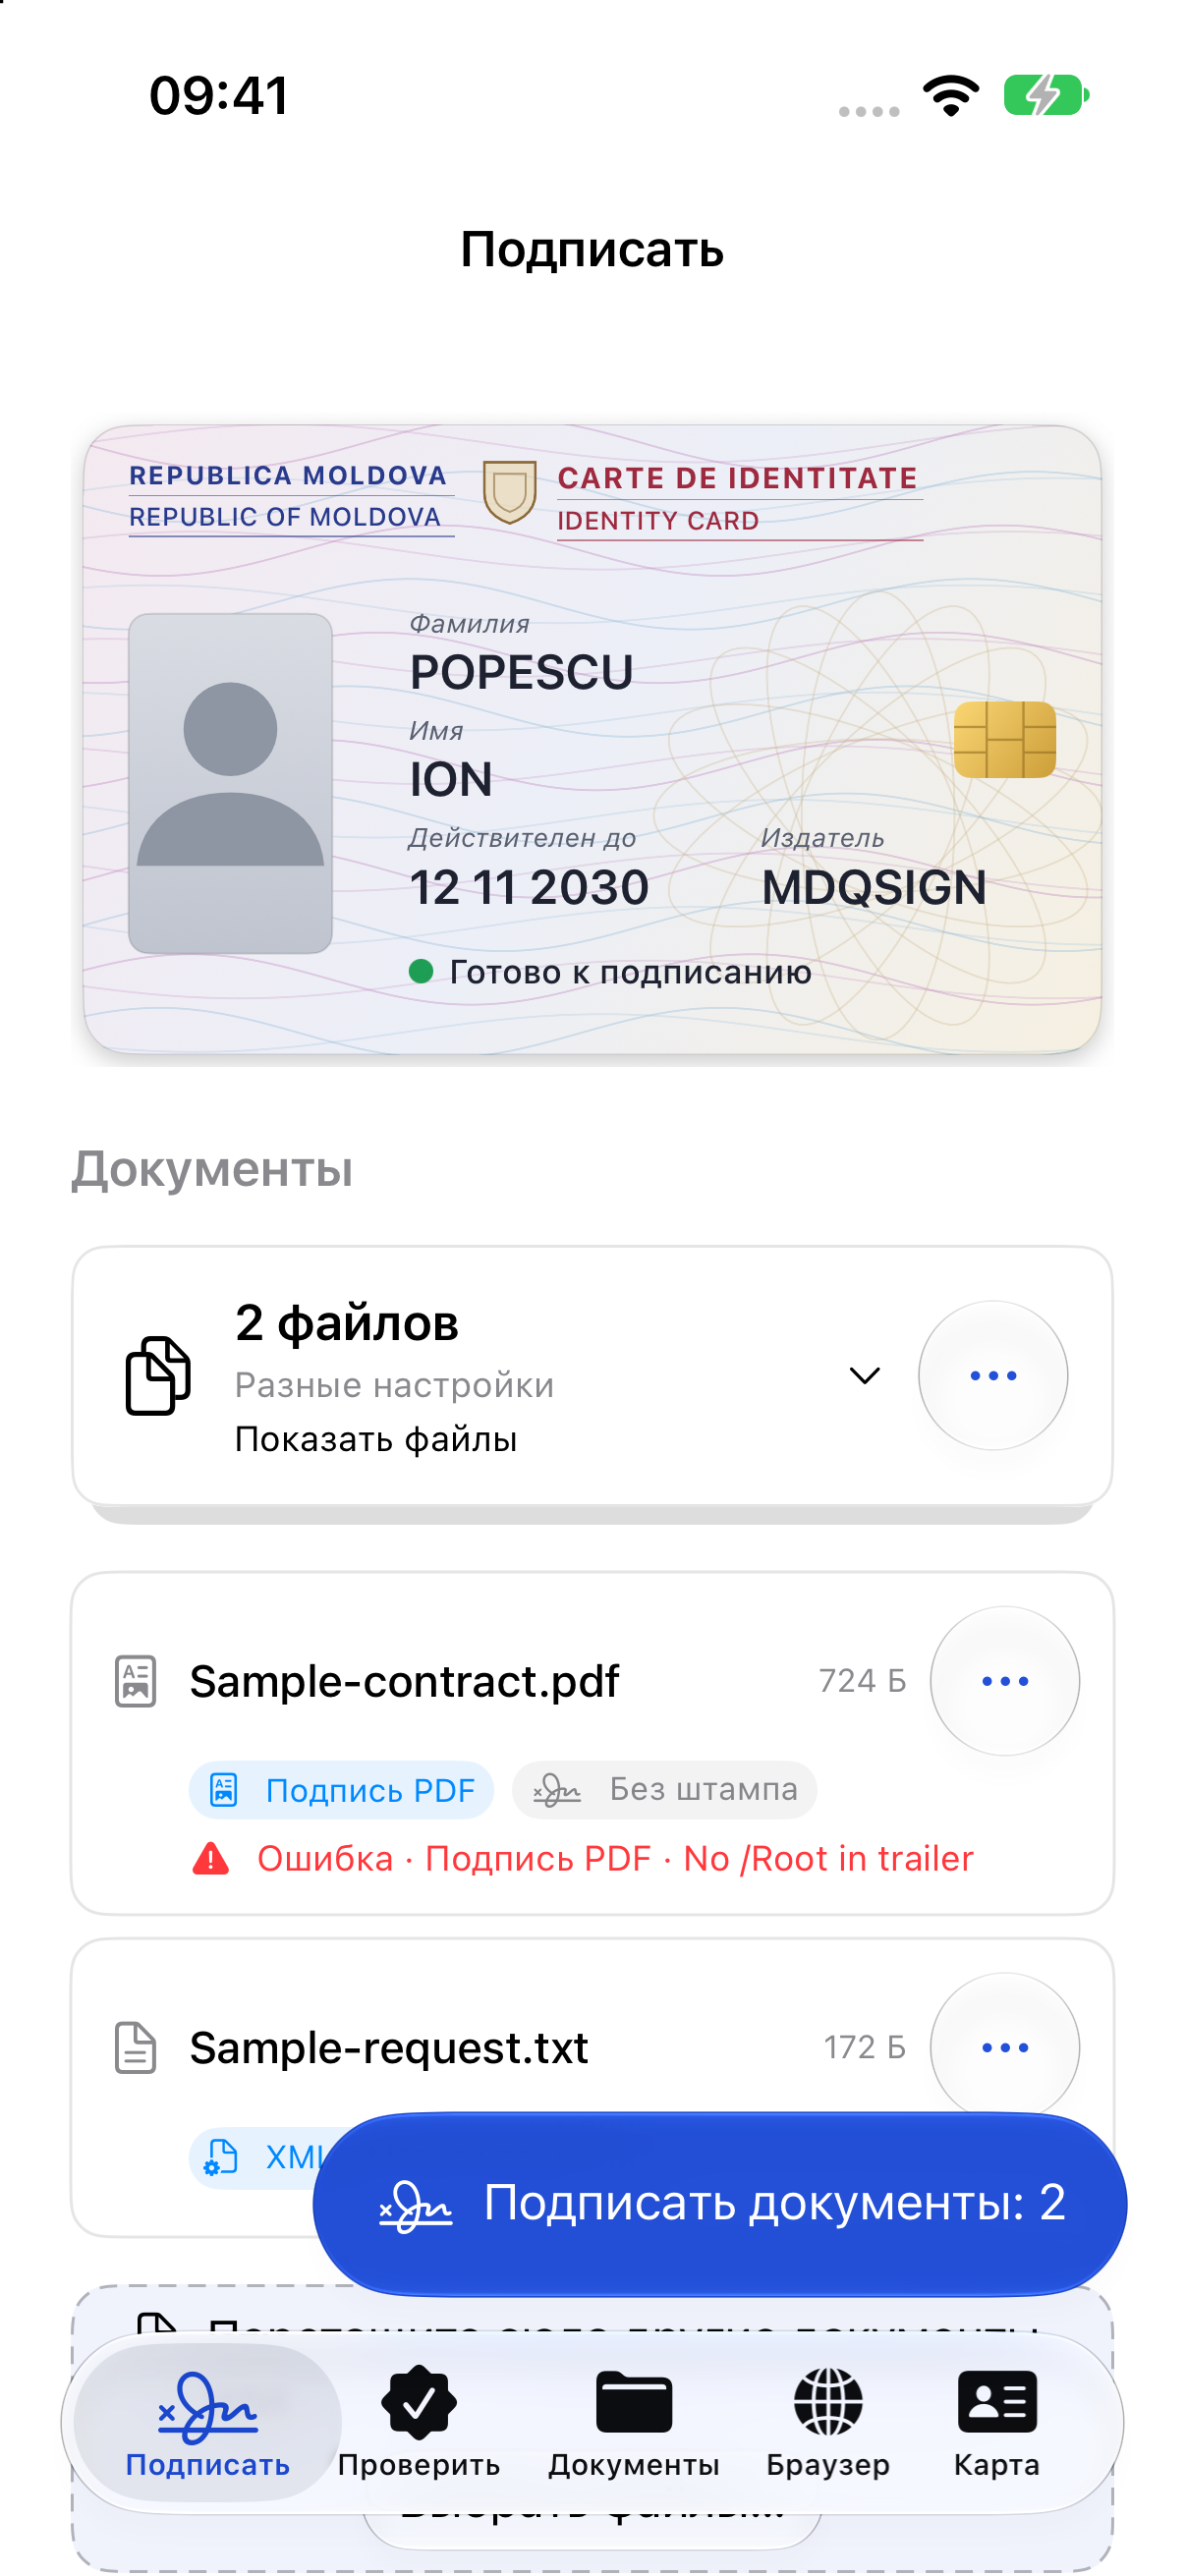 09:41
Подписать
REPUBLICA MOLDOVA
REPUBLIC OF MOLDOVA
CARTE DE IDENTITATE
IDENTITY CARD
Фамилия
POPESCU
Имя
ION
Действителен до
12 11 2030
Издатель
MDQSIGN
Готово к подписанию
Документы
2 файлов
Разные настройки
Показать файлы
Sample-contract.pdf
724 Б
Подпись PDF
Без штампа
Ошибка · Подпись PDF · No /Root in trailer
Sample-request.txt
172 Б
Подписать документы: 2
Подписать
Проверить
Документы
Браузер
Карта